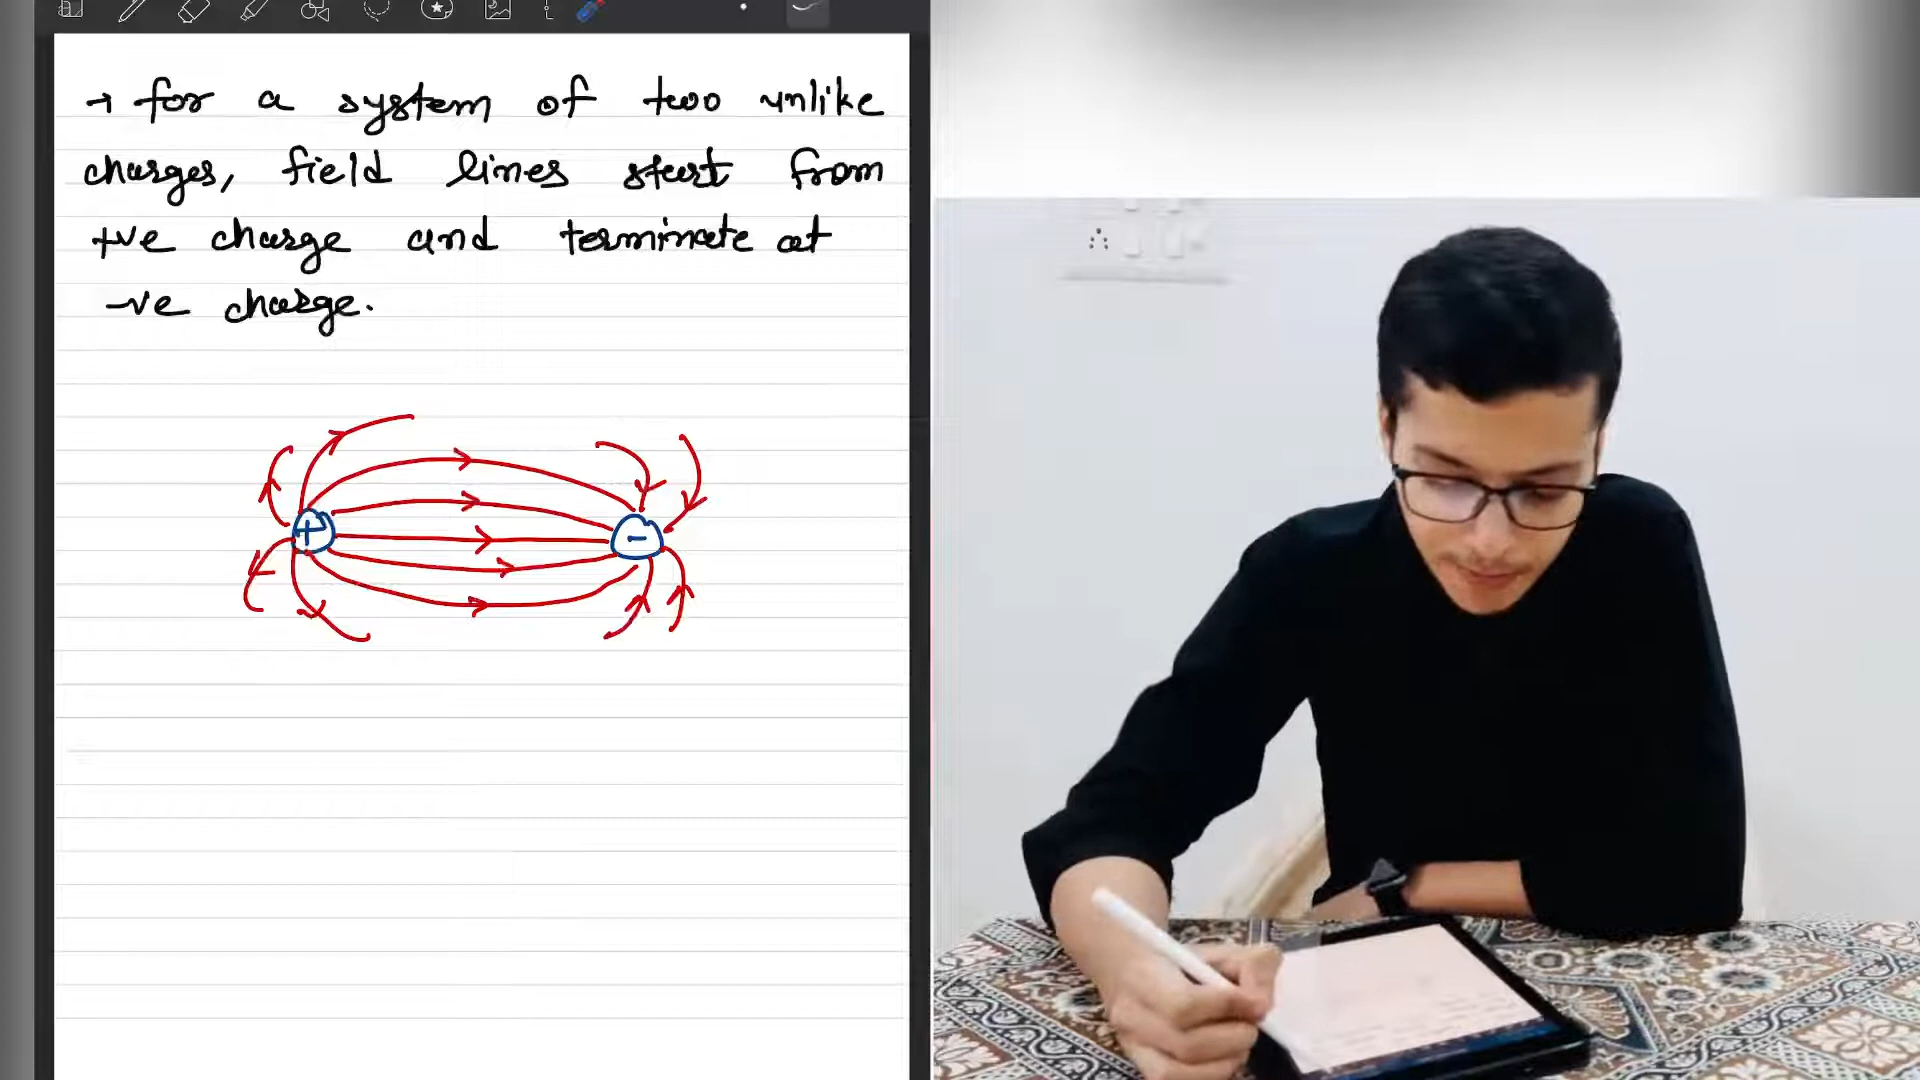 → for a system of two unlike
charges, field lines start from
+ve charge and terminate at
-ve charge.
+ -